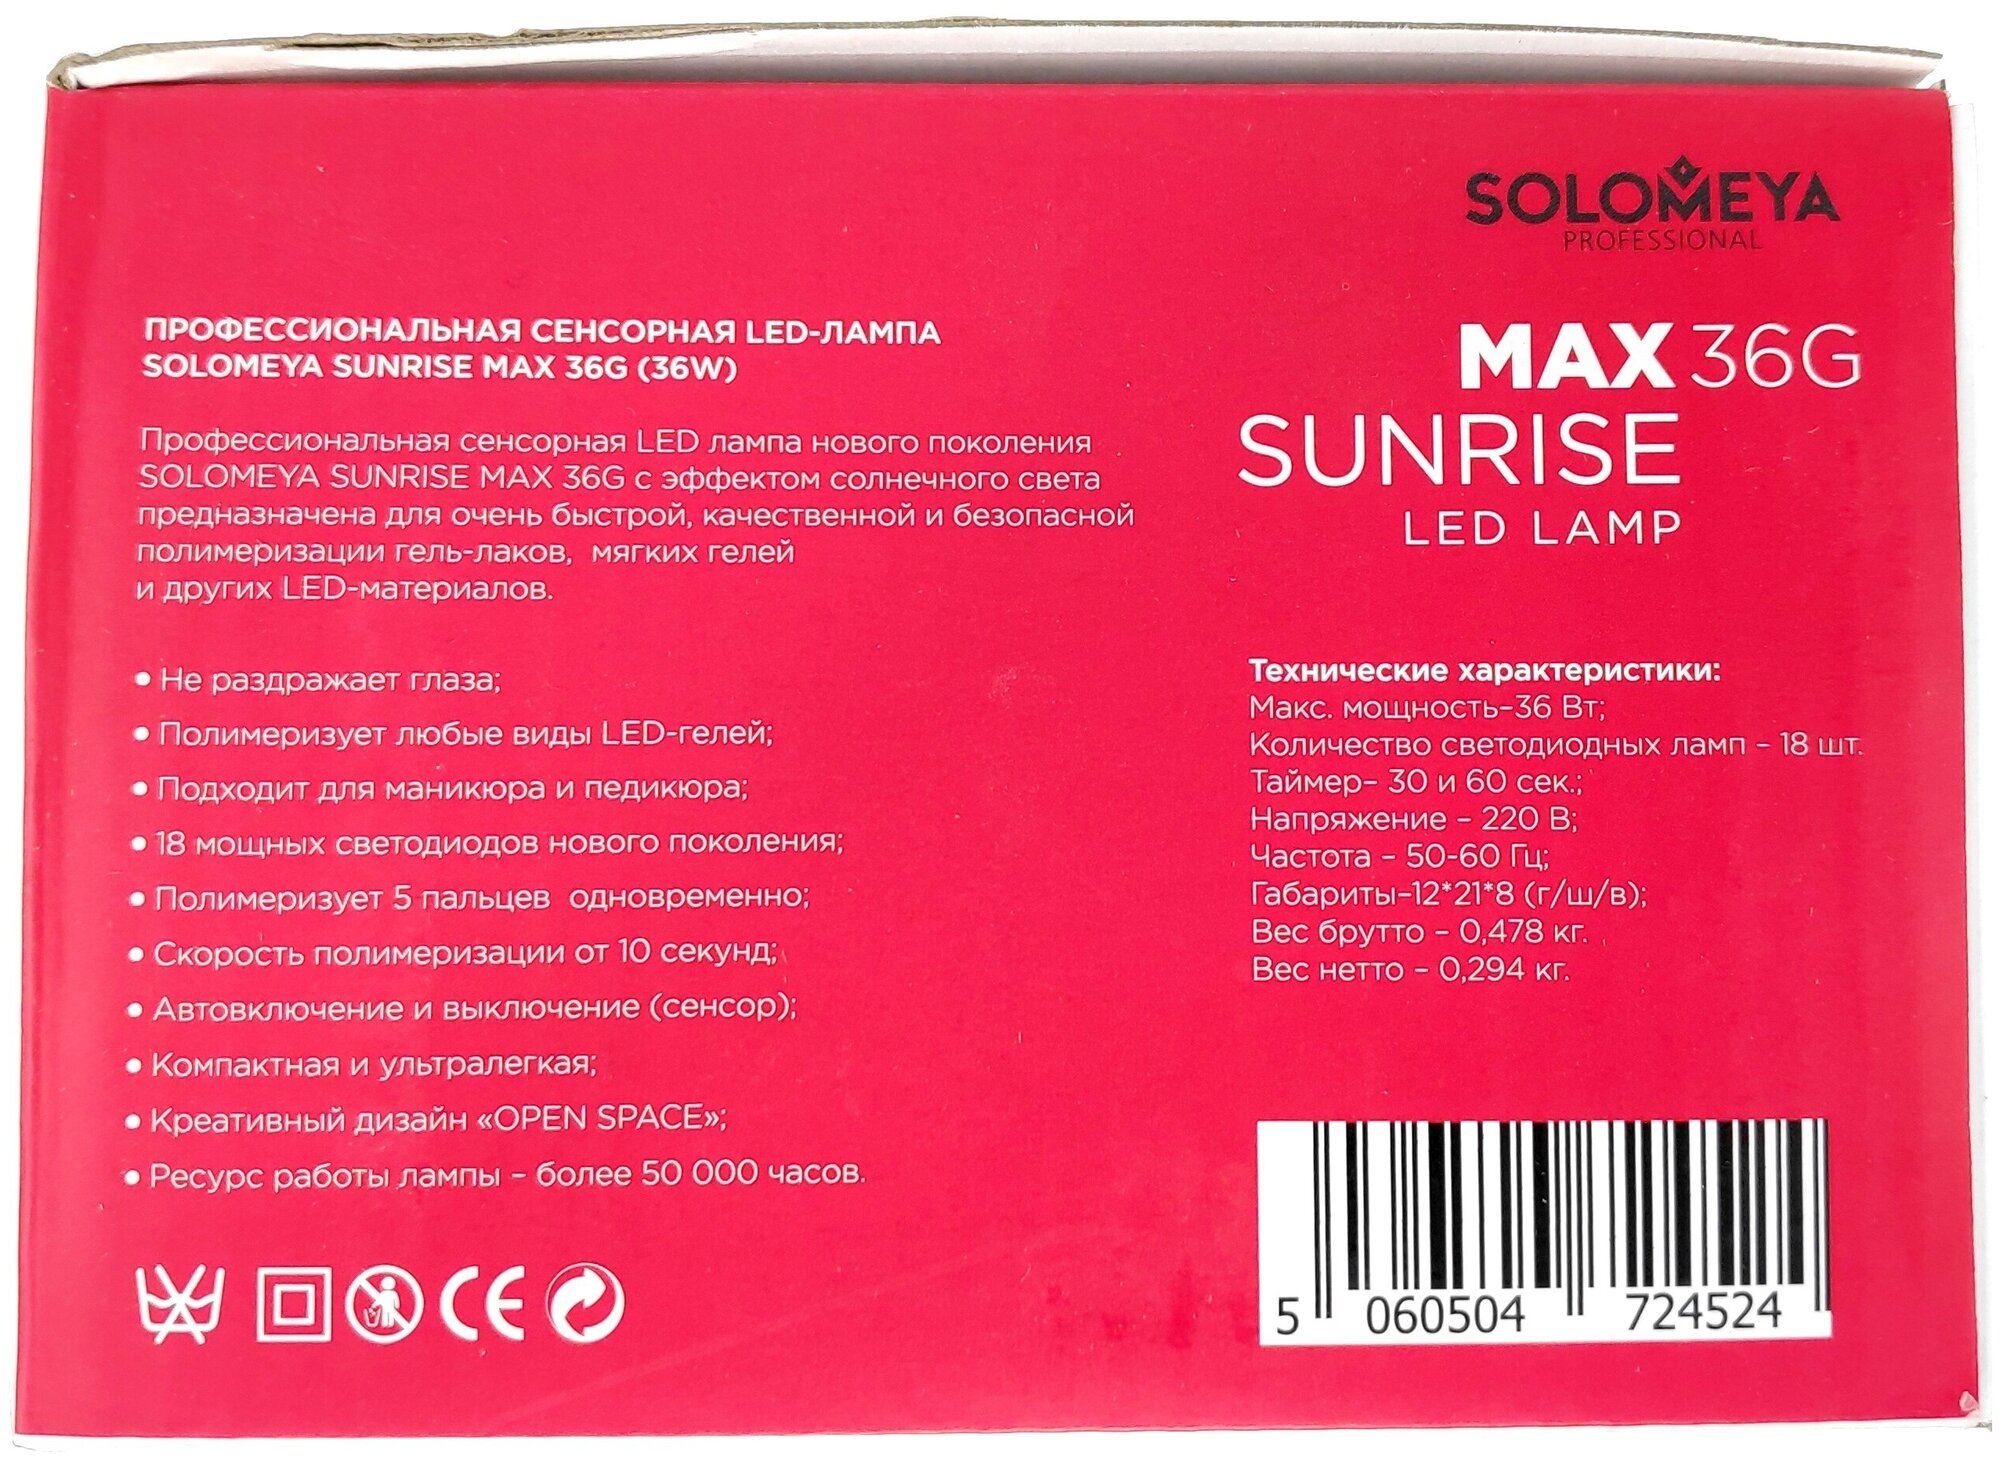 SOLOMEYA
PROFESSIONAL
MAX 36G
SUNRISE
LED LAMP
ПРОФЕССИОНАЛЬНАЯ СЕНСОРНАЯ LED-ЛАМПА
SOLOMEYA SUNRISE MAX 36G (36W)
Профессиональная сенсорная LED лампа нового поколения
SOLOMEYA SUNRISE MAX 36G с эффектом солнечного света
предназначена для очень быстрой, качественной и безопасной
полимеризации гель-лаков, мягких гелей
и других LED-материалов.
• Не раздражает глаза;
• Полимеризует любые виды LED-гелей;
• Подходит для маникюра и педикюра;
• 18 мощных светодиодов нового поколения;
• Полимеризует 5 пальцев одновременно;
• Скорость полимеризации от 10 секунд;
• Автовключение и выключение (сенсор);
• Компактная и ультралегкая;
• Креативный дизайн «OPEN SPACE»;
• Ресурс работы лампы – более 50 000 часов.
Технические характеристики:
Макс. мощность–36 Вт;
Количество светодиодных ламп – 18 шт.
Таймер– 30 и 60 сек.;
Напряжение – 220 В;
Частота – 50-60 Гц;
Габариты–12*21*8 (г/ш/в);
Вес брутто – 0,478 кг.
Вес нетто – 0,294 кг.
CE
5 060504 724524